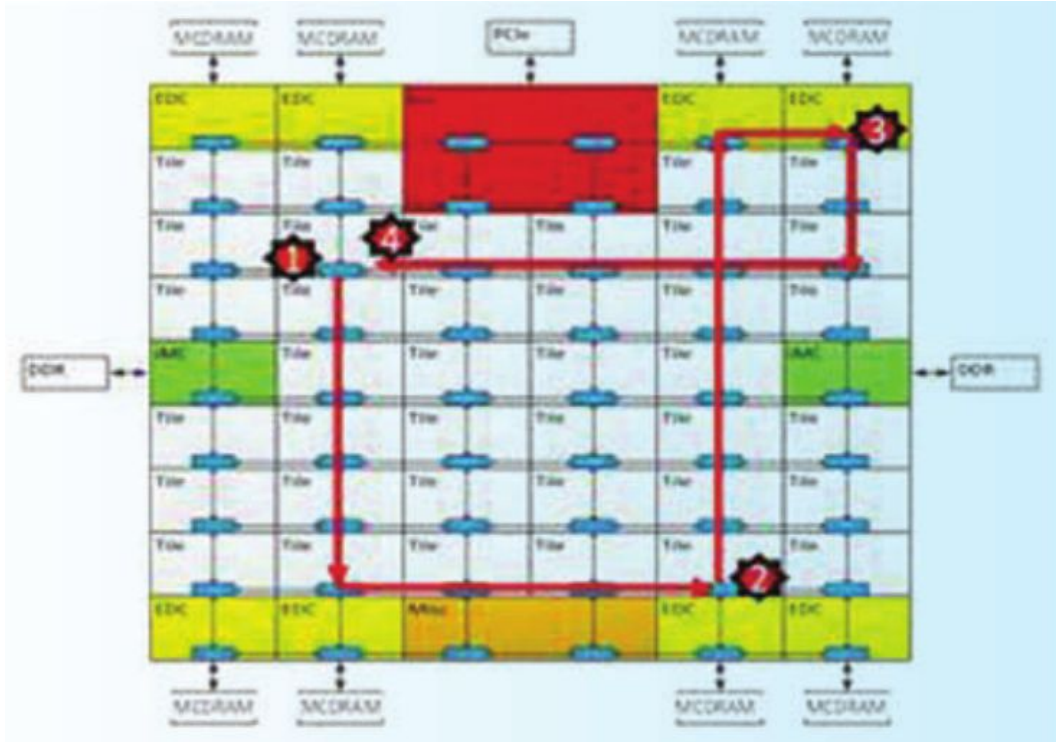 MCDRAM MCDRAM PCIe MCDRAM MCDRAM
EDC EDC EDC EDC
3
Tile Tile Tile Tile
Tile Tile Tile Tile Tile
1 4
Tile Tile Tile Tile Tile Tile
DDR iMC Tile Tile Tile Tile iMC DDR
Tile Tile Tile Tile Tile Tile
Tile Tile Tile Tile Tile Tile
Tile Tile Tile Tile Tile Tile
2
EDC EDC Misc EDC EDC
MCDRAM MCDRAM MCDRAM MCDRAM